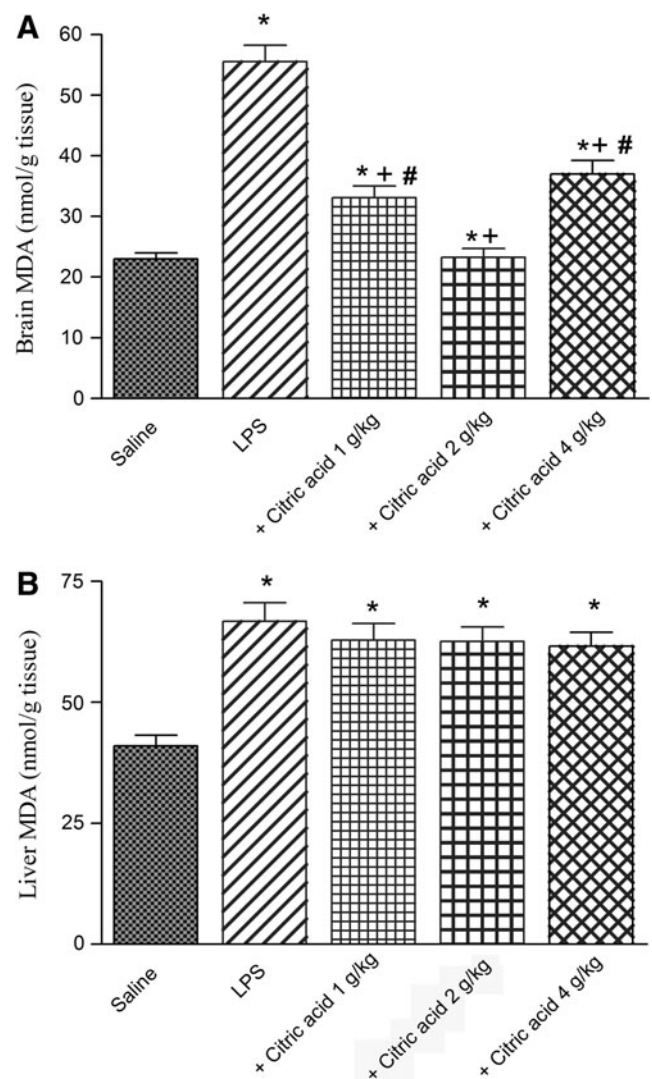 A
Brain MDA (nmol/g tissue)
60
50
40
30
20
10
0
*
* + #
*+
*+ #
Saline
LPS
+ Citric acid 1 g/kg
+ Citric acid 2 g/kg
+ Citric acid 4 g/kg
B
Liver MDA (nmol/g tissue)
75
50
25
0
*
*
*
*
Saline
LPS
+ Citric acid 1 g/kg
+ Citric acid 2 g/kg
+ Citric acid 4 g/kg